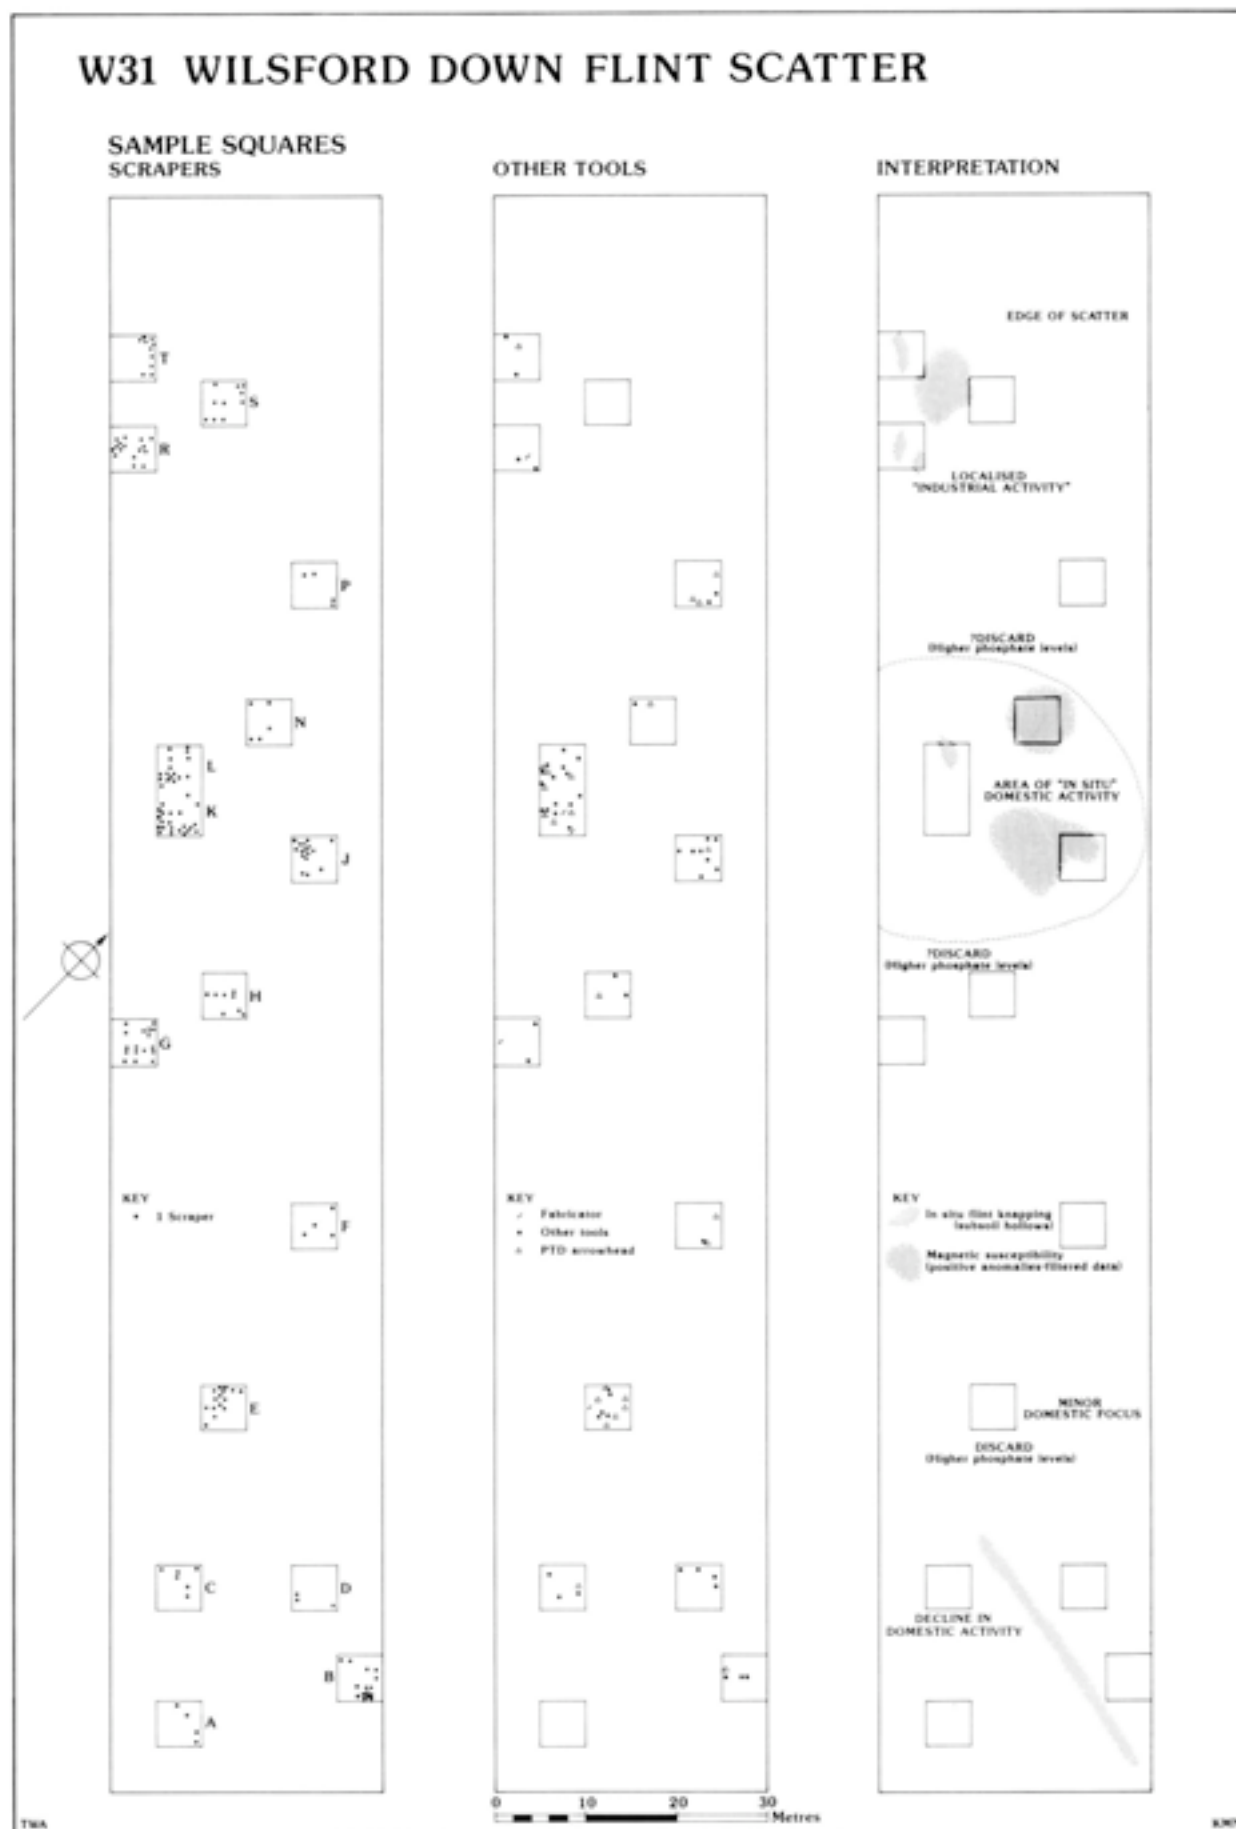 W31 WILSFORD DOWN FLINT SCATTER
SAMPLE SQUARES
SCRAPERS
T
S
R
P
N
L
K
J
H
G
KEY
1 Scraper
F
E
C
D
B
A
OTHER TOOLS
KEY
Fabricator
Other tools
PTD arrowhead
0 10 20 30
Metres
INTERPRETATION
EDGE OF SCATTER
LOCALISED
"INDUSTRIAL ACTIVITY"
?DISCARD
(Higher phosphate levels)
AREA OF "IN SITU"
DOMESTIC ACTIVITY
?DISCARD
(Higher phosphate levels)
KEY
In situ flint knapping
(subsoil hollows)
Magnetic susceptibility
(positive anomalies-filtered data)
MINOR
DOMESTIC FOCUS
DISCARD
(Higher phosphate levels)
DECLINE IN
DOMESTIC ACTIVITY
TWA